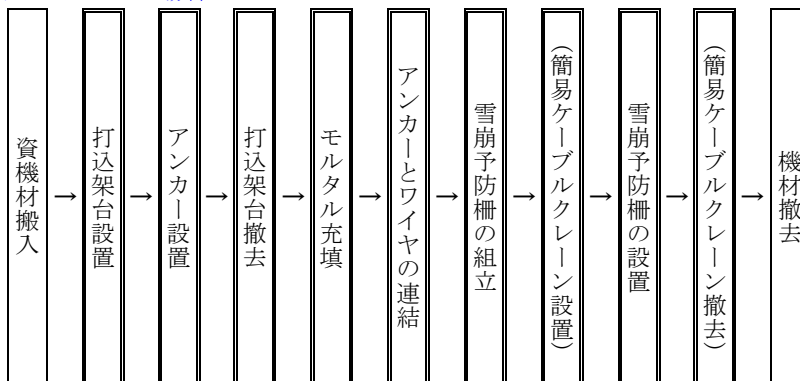 資機材搬入
→
打込架台設置
→
アンカー設置
→
打込架台撤去
→
モルタル充填
→
アンカーとワイヤの連結
→
雪崩予防柵の組立
→
(簡易ケーブルクレーン設置)
→
雪崩予防柵の設置
→
(簡易ケーブルクレーン撤去)
→
機材撤去